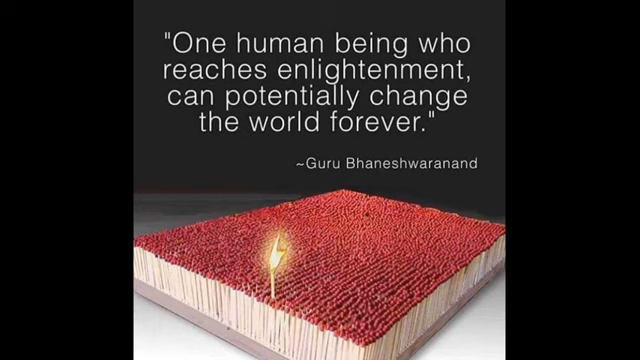 "One human being who
reaches enlightenment,
can potentially change
the world forever."
~Guru Bhaneshwaranand